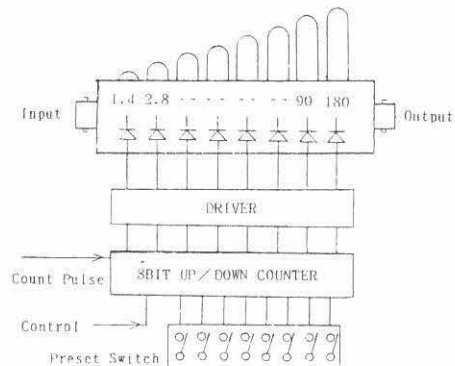 1.4 2.8 -- -- -- -- 90 180
Input
Output
DRIVER
8BIT UP/DOWN COUNTER
Count Pulse
Control
Preset Switch